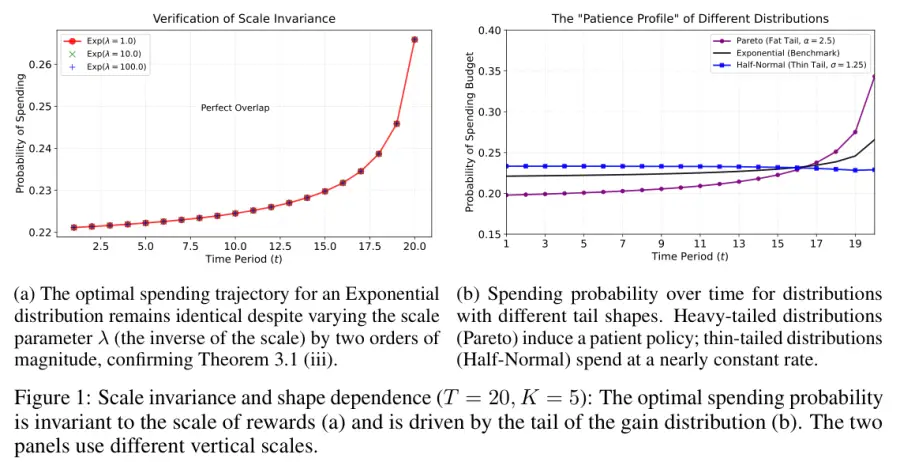 Verification of Scale Invariance
Exp(λ = 1.0)
Exp(λ = 10.0)
Exp(λ = 100.0)
Perfect Overlap
Probability of Spending
0.26
0.25
0.24
0.23
0.22
2.5 5.0 7.5 10.0 12.5 15.0 17.5 20.0
Time Period (t)
The "Patience Profile" of Different Distributions
Pareto (Fat Tail, α = 2.5)
Exponential (Benchmark)
Half-Normal (Thin Tail, σ = 1.25)
Probability of Spending Budget
0.40
0.35
0.30
0.25
0.20
0.15
1 3 5 7 9 11 13 15 17 19
Time Period (t)
(a) The optimal spending trajectory for an Exponential
distribution remains identical despite varying the scale
parameter λ (the inverse of the scale) by two orders of
magnitude, confirming Theorem 3.1 (iii).
(b) Spending probability over time for distributions
with different tail shapes. Heavy-tailed distributions
(Pareto) induce a patient policy; thin-tailed distributions
(Half-Normal) spend at a nearly constant rate.
Figure 1: Scale invariance and shape dependence (T = 20, K = 5): The optimal spending probability
is invariant to the scale of rewards (a) and is driven by the tail of the gain distribution (b). The two
panels use different vertical scales.